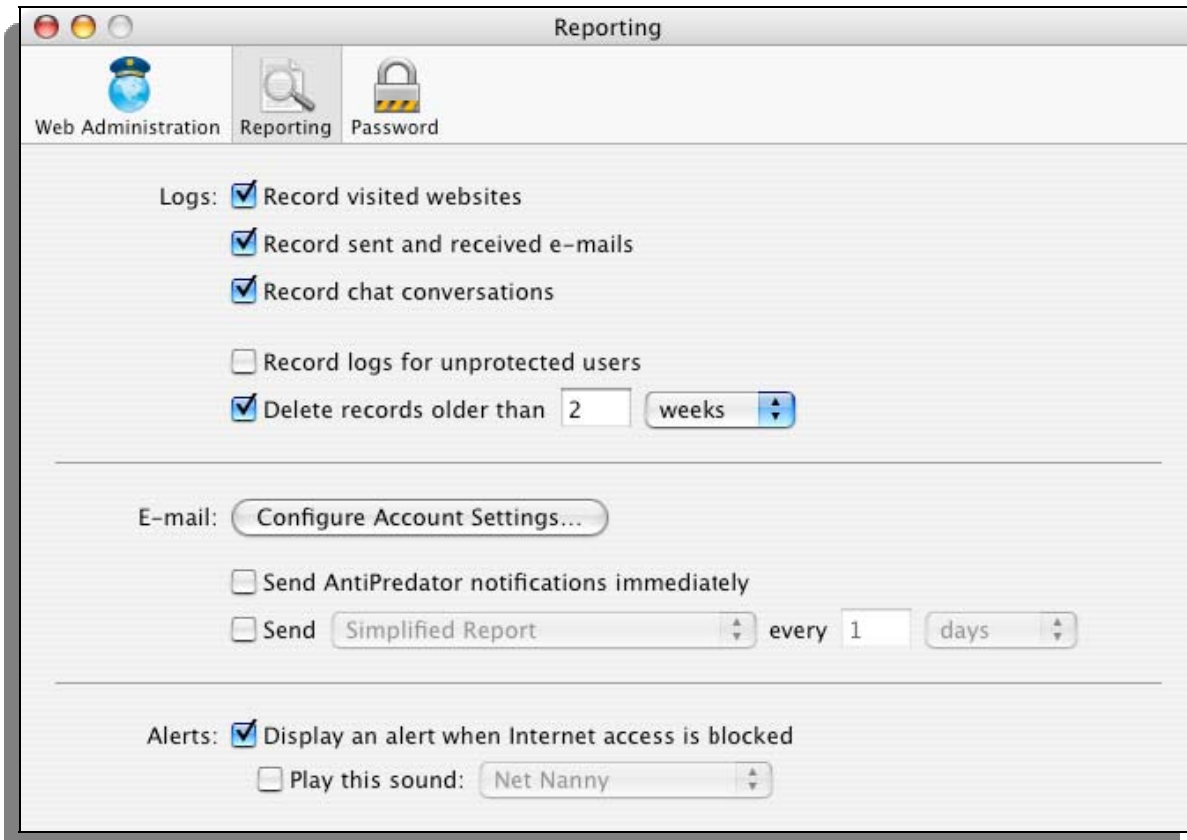 Reporting
Web Administration
Reporting
Password
Logs: Record visited websites
Record sent and received e-mails
Record chat conversations
Record logs for unprotected users
Delete records older than 2 weeks
E-mail: Configure Account Settings...
Send AntiPredator notifications immediately
Send Simplified Report every 1 days
Alerts: Display an alert when Internet access is blocked
Play this sound: Net Nanny